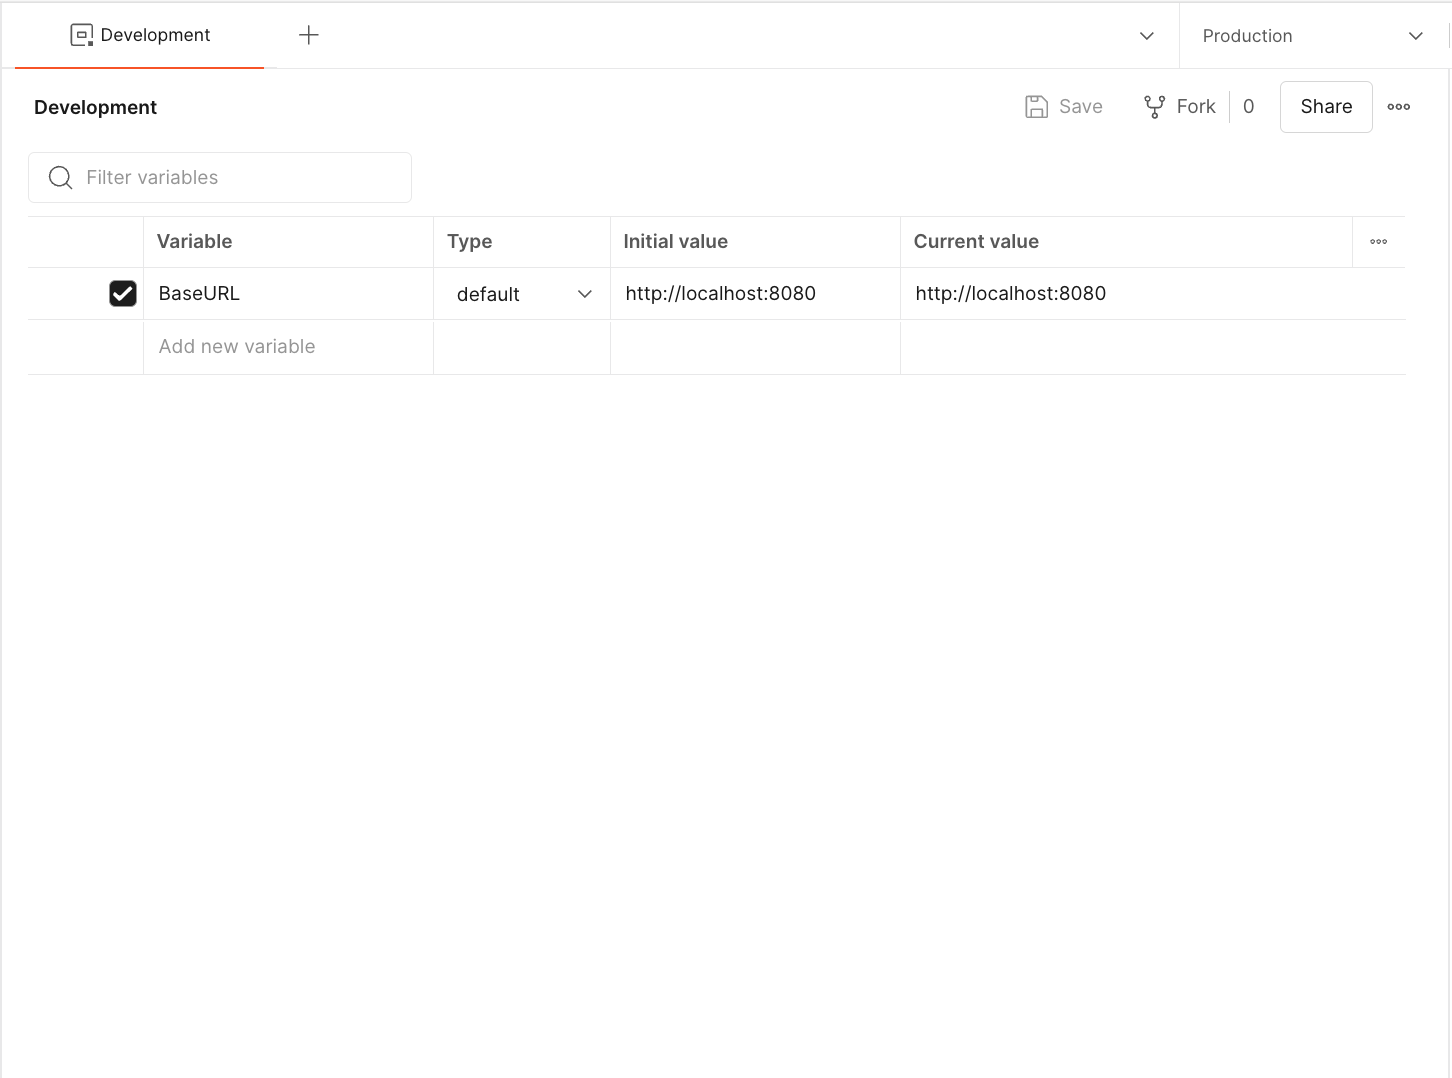 Development
Production
Development
Save Fork 0 Share
Filter variables
Variable Type Initial value Current value
BaseURL default http://localhost:8080 http://localhost:8080
Add new variable